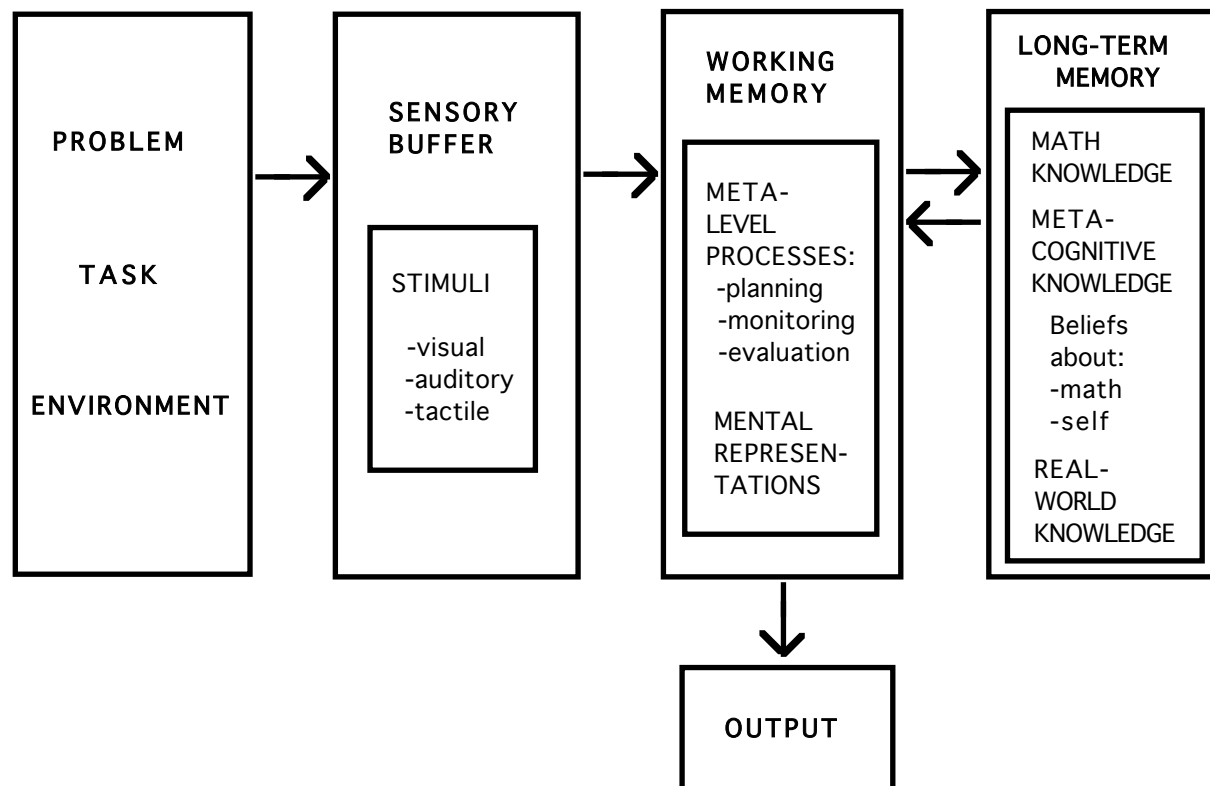 PROBLEM
TASK
ENVIRONMENT
SENSORY
BUFFER
STIMULI
-visual
-auditory
-tactile
WORKING
MEMORY
META-
LEVEL
PROCESSES:
-planning
-monitoring
-evaluation
MENTAL
REPRESEN-
TATIONS
LONG-TERM
MEMORY
MATH
KNOWLEDGE
META-
COGNITIVE
KNOWLEDGE
Beliefs
about:
-math
-self
REAL-
WORLD
KNOWLEDGE
OUTPUT